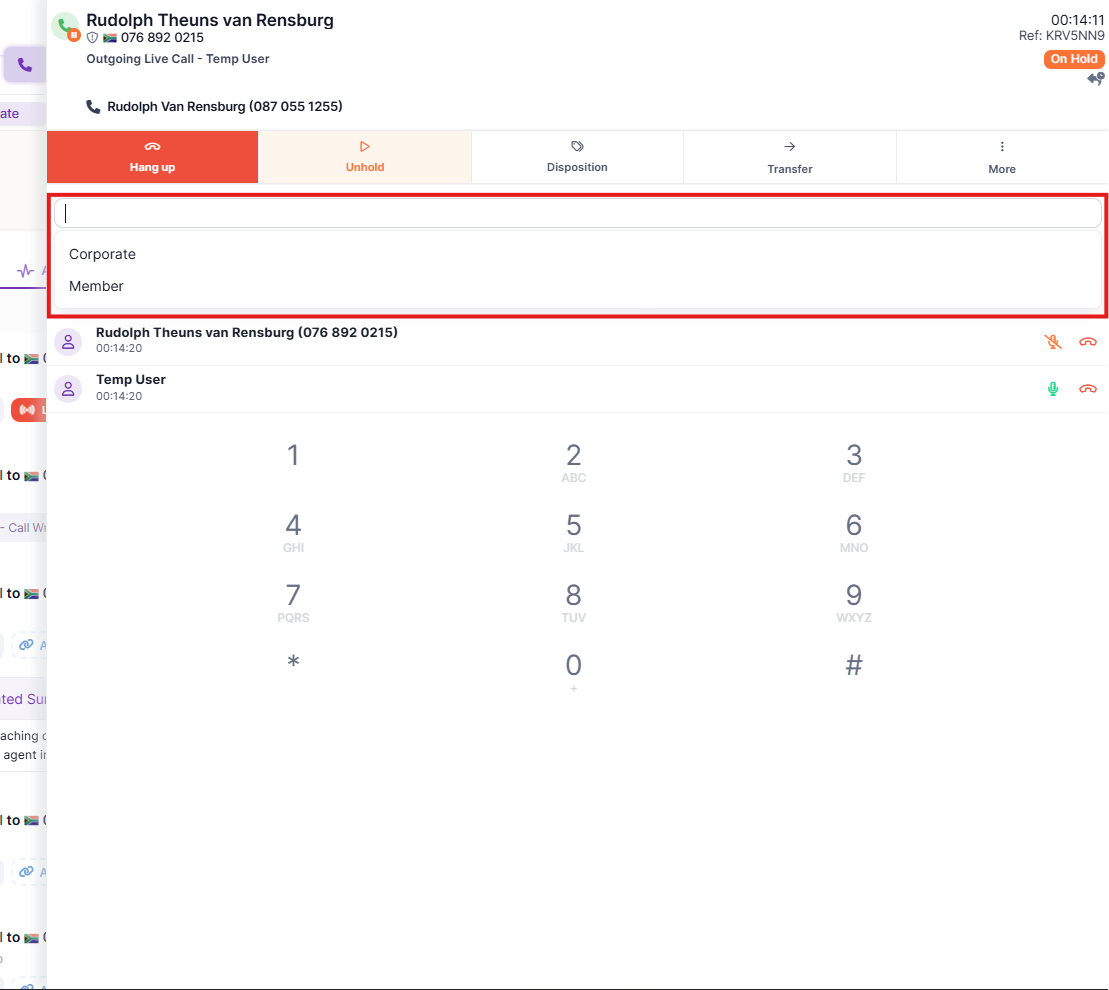 Rudolph Theuns van Rensburg
00:14:11
076 892 0215
Ref: KRV5NN9
Outgoing Live Call - Temp User
On Hold
ate
Rudolph Van Rensburg (087 055 1255)
Hang up
Unhold
Disposition
Transfer
More
Corporate
Member
Rudolph Theuns van Rensburg (076 892 0215)
00:14:20
to
Temp User
00:14:20
1
2
ABC
3
DEF
to
4
GHI
5
JKL
6
MNO
- Call
7
PQRS
8
TUV
9
WXYZ
to
*
0
+
#
ted
aching
agent
to
to